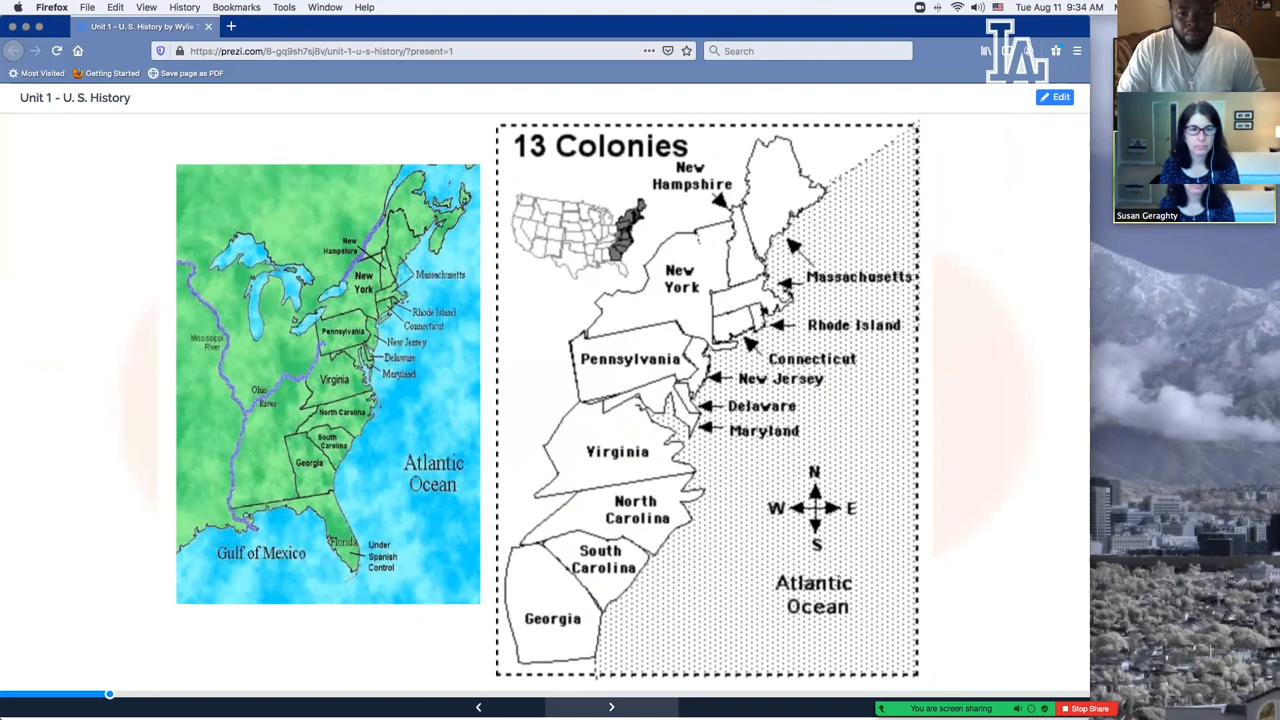 Firefox File Edit View History Bookmarks Tools Window Help
Tue Aug 11 9:34 AM
Unit 1 - U. S. History by Wylie
https://prezi.com/8-gq9sh7sj8v/unit-1-u-s-history/?present=1
Search
LA
Most Visited Getting Started Save page as PDF
Unit 1 - U. S. History
Edit
New
Hampshire
New
York
Massachusetts
Rhode Island
Connecticut
Pennsylvania
New Jersey
Delaware
Maryland
Mississippi
River
Ohio
River
Virginia
North Carolina
South
Carolina
Georgia
Atlantic
Ocean
Gulf of Mexico
Florida
Under
Spanish
Control
13 Colonies
New
Hampshire
New
York
Massachusetts
Rhode Island
Pennsylvania
Connecticut
New Jersey
Delaware
Maryland
Virginia
North
Carolina
South
Carolina
Georgia
N
W E
S
Atlantic
Ocean
Susan Geraghty
You are screen sharing
Stop Share